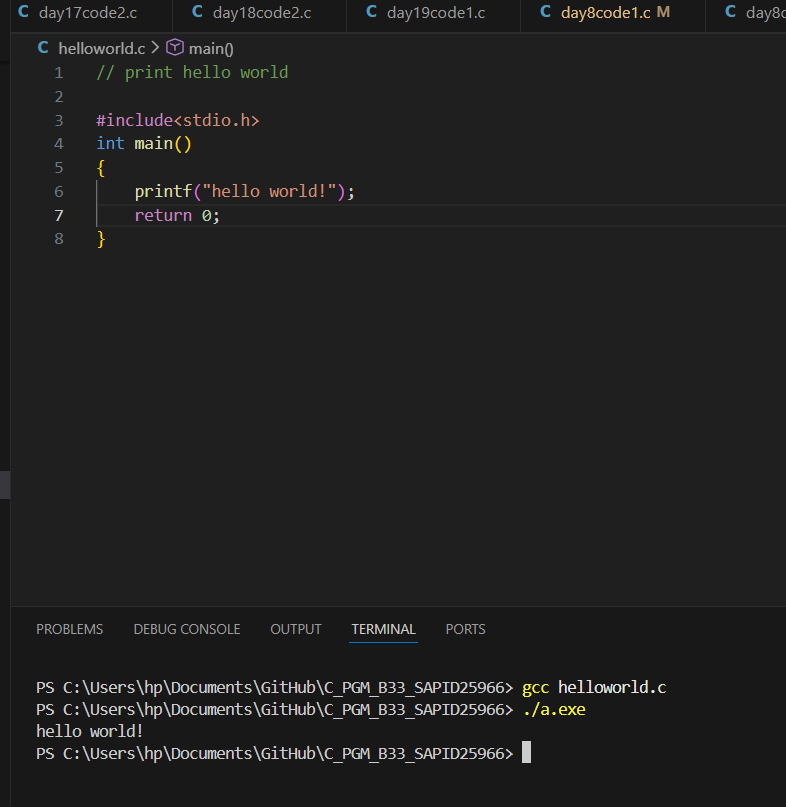 C day17code2.c C day18code2.c C day19code1.c C day8code1.c M C
C helloworld.c > main()
1 // print hello world
2
3 #include<stdio.h>
4 int main()
5 {
6     printf("hello world!");
7     return 0;
8 }
PROBLEMS DEBUG CONSOLE OUTPUT TERMINAL PORTS
PS C:\Users\hp\Documents\GitHub\C_PGM_B33_SAPID25966> gcc helloworld.c
PS C:\Users\hp\Documents\GitHub\C_PGM_B33_SAPID25966> ./a.exe
hello world!
PS C:\Users\hp\Documents\GitHub\C_PGM_B33_SAPID25966>